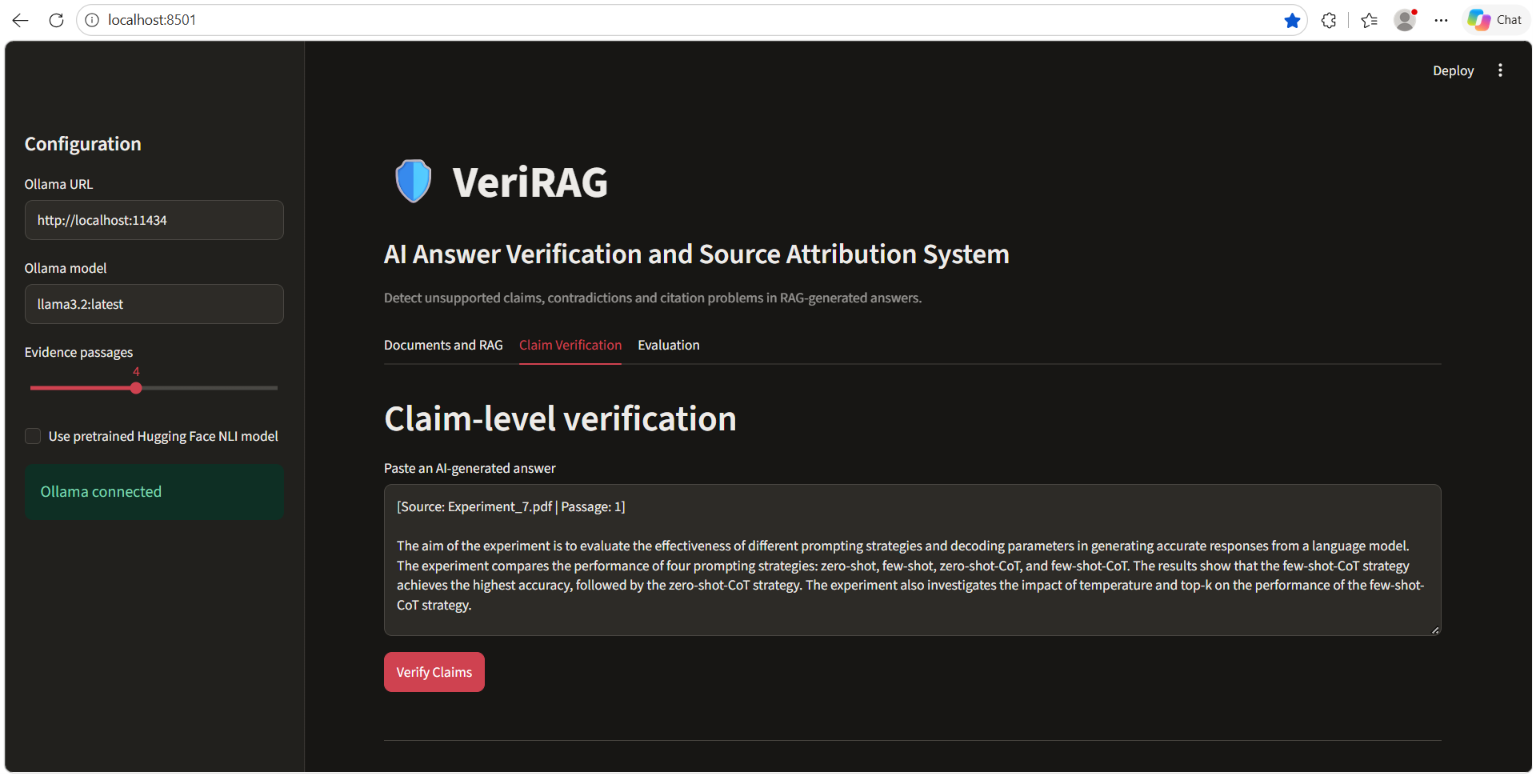 localhost:8501
Chat
Deploy
Configuration
Ollama URL
http://localhost:11434
Ollama model
llama3.2:latest
Evidence passages
4
Use pretrained Hugging Face NLI model
Ollama connected
VeriRAG
AI Answer Verification and Source Attribution System
Detect unsupported claims, contradictions and citation problems in RAG-generated answers.
Documents and RAG
Claim Verification
Evaluation
Claim-level verification
Paste an AI-generated answer
[Source: Experiment_7.pdf | Passage: 1]
The aim of the experiment is to evaluate the effectiveness of different prompting strategies and decoding parameters in generating accurate responses from a language model.
The experiment compares the performance of four prompting strategies: zero-shot, few-shot, zero-shot-CoT, and few-shot-CoT. The results show that the few-shot-CoT strategy
achieves the highest accuracy, followed by the zero-shot-CoT strategy. The experiment also investigates the impact of temperature and top-k on the performance of the few-shot-
CoT strategy.
Verify Claims